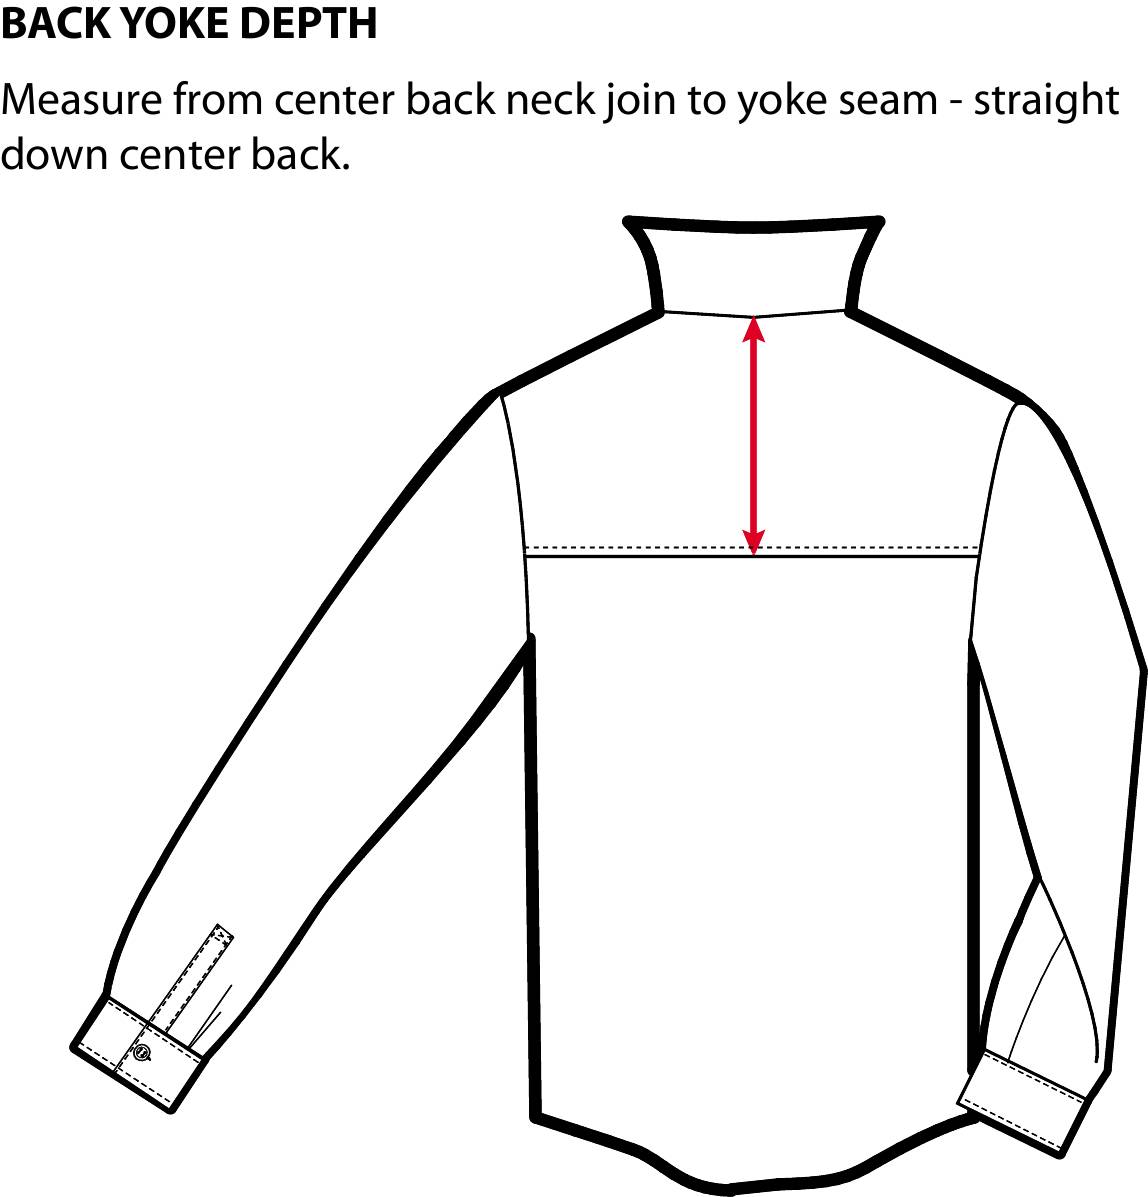 BACK YOKE DEPTH
Measure from center back neck join to yoke seam - straight
down center back.